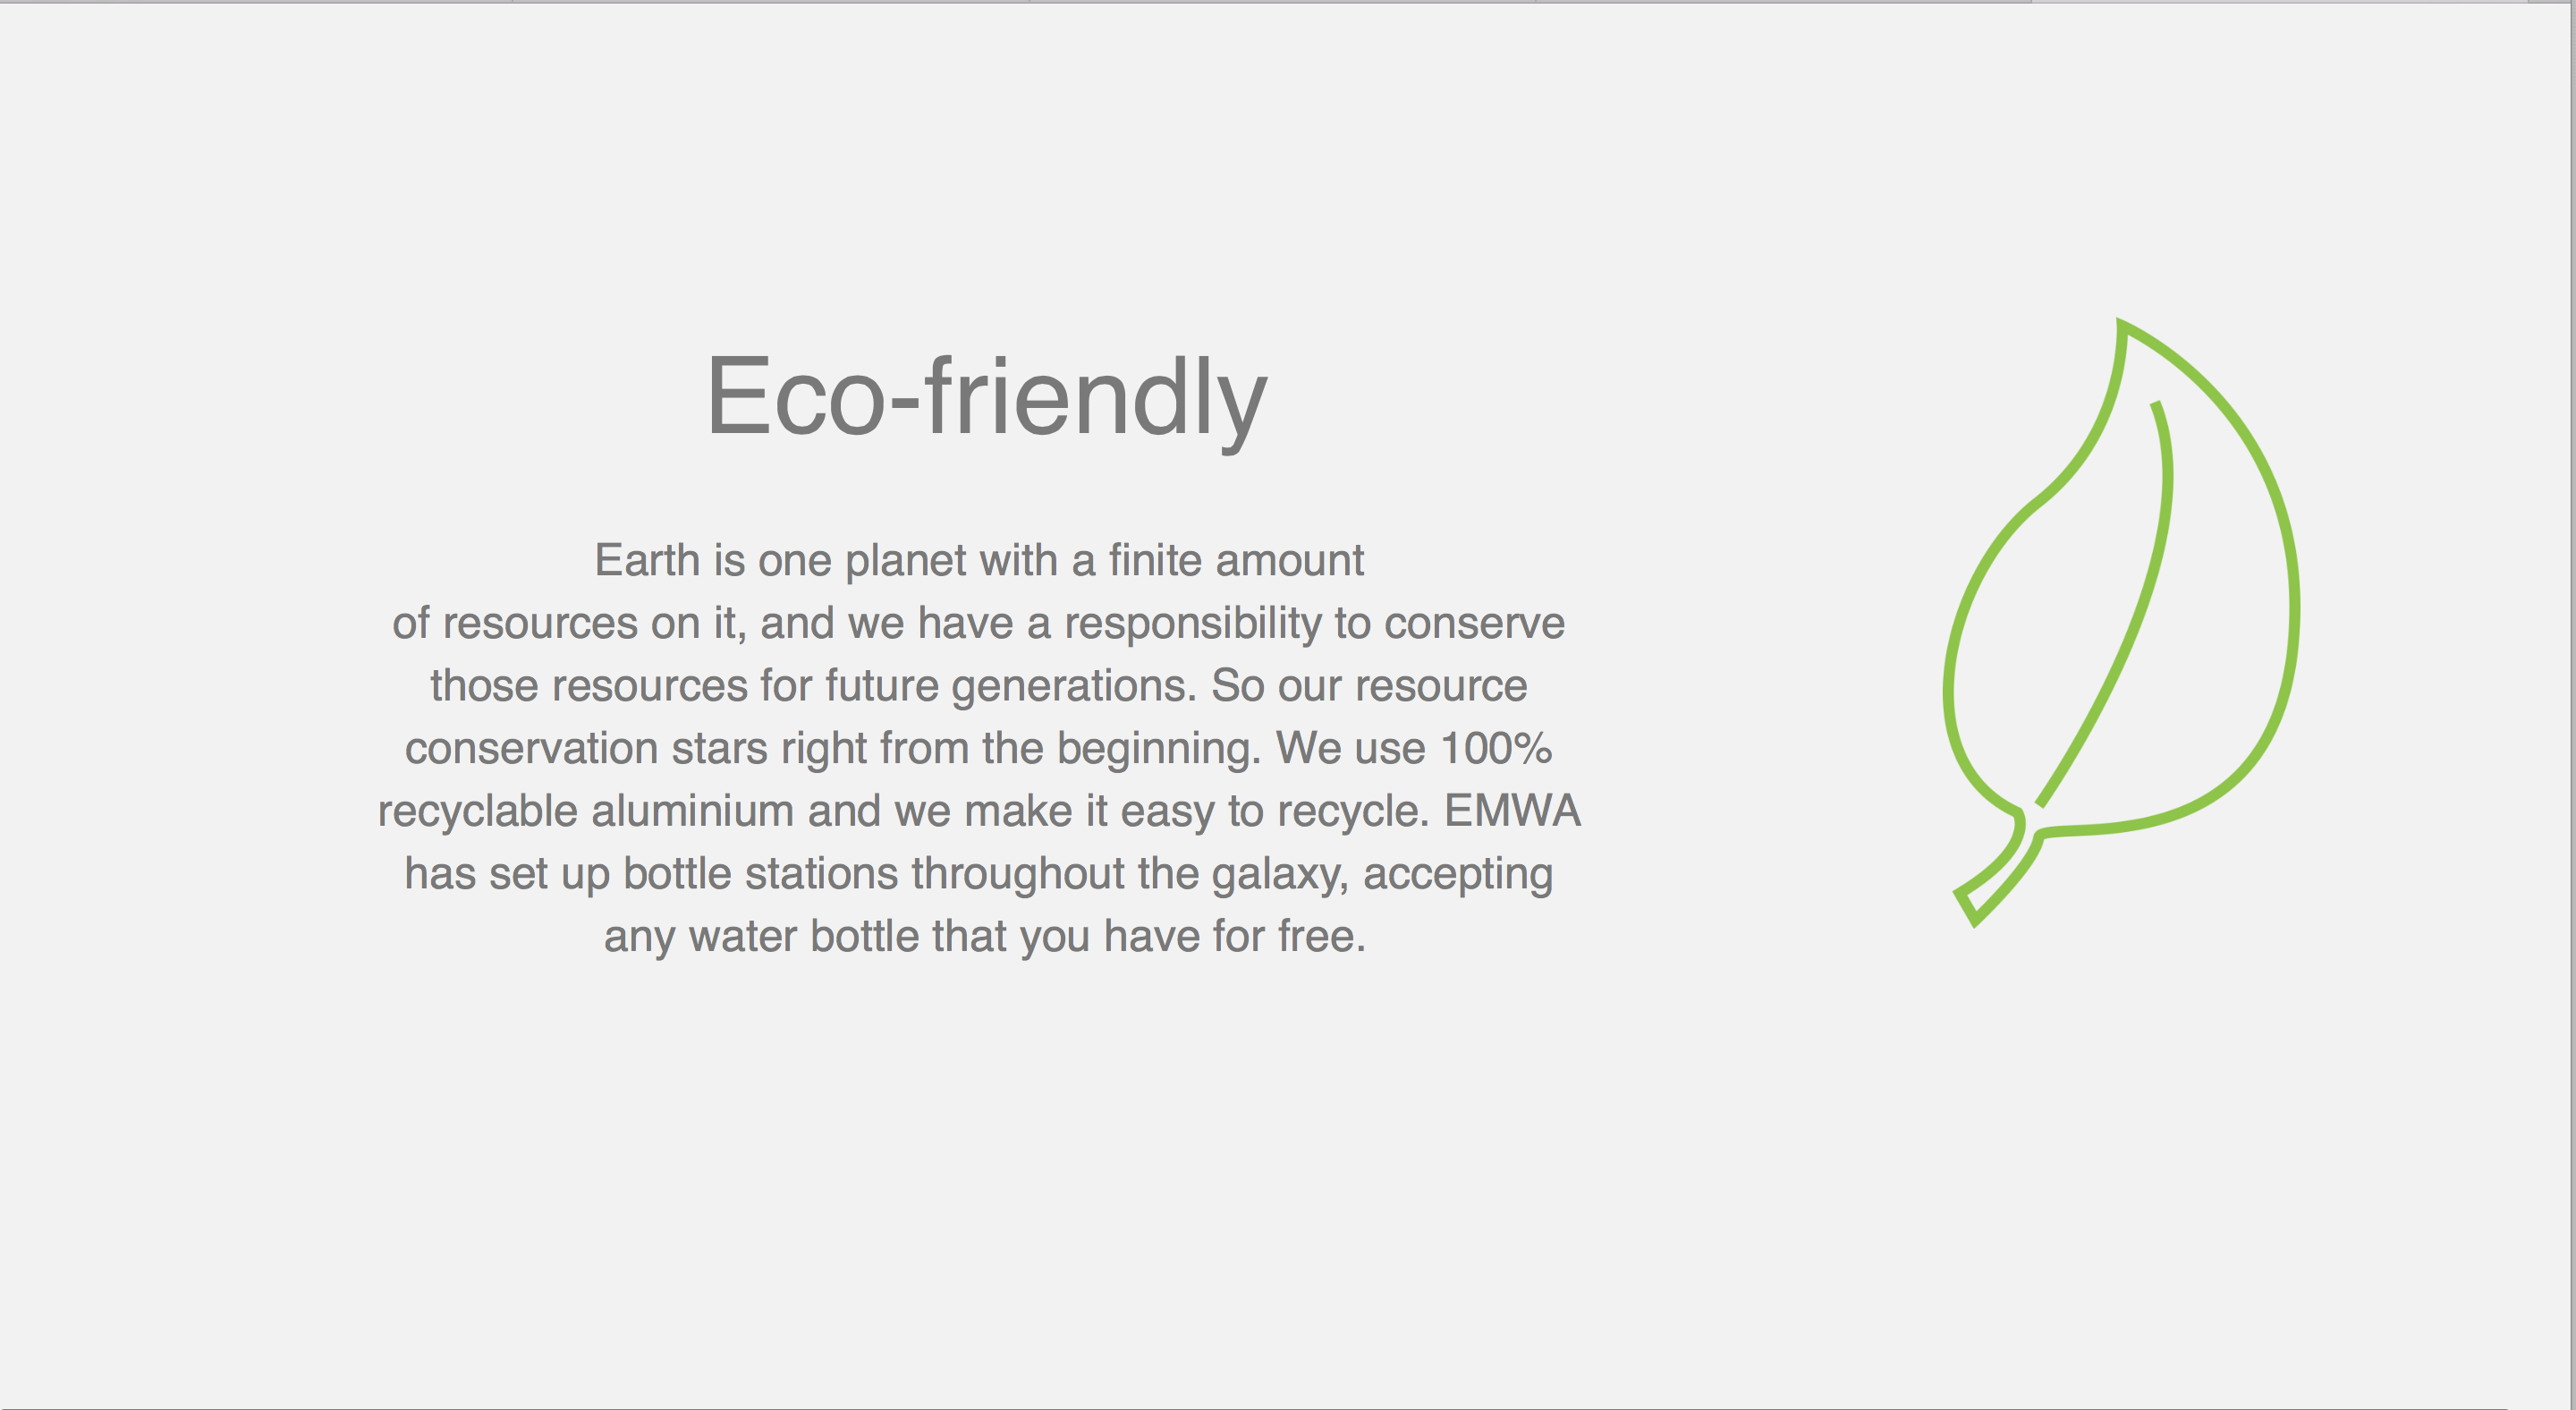 Eco-friendly
Earth is one planet with a finite amount
of resources on it, and we have a responsibility to conserve
those resources for future generations. So our resource
conservation stars right from the beginning. We use 100%
recyclable aluminium and we make it easy to recycle. EMWA
has set up bottle stations throughout the galaxy, accepting
any water bottle that you have for free.